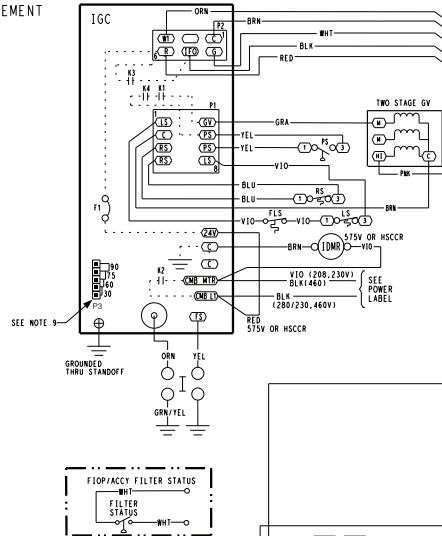 EMENT
IGC
ORN
BRN
WHT
BLK
RED
P2
W1
C
1
R
IFO
G
6
K3
K4 K1
P1
1
LS
GV
C
PS
RS
PS
RS
LS
8
GRA
YEL
YEL
VIO
BLU
BLU
TWO STAGE GV
M
M
HI
C
PNK
BRN
1
PS
3
RS
1
3
FLS
LS
VIO
VIO
1
3
F1
24V
C
C
K2
CMB MTR
CMB L1
FS
BRN
IDMR
VIO
575V OR HSCCR
VIO (208,230V)
BLK(460)
BLK
(280/230,460V)
SEE
POWER
LABEL
RED
575V OR HSCCR
90
75
60
30
P3
SEE NOTE 9
GROUNDED
THRU STANDOFF
ORN
YEL
GRN/YEL
FIOP/ACCY FILTER STATUS
WHT
FILTER
STATUS
WHT